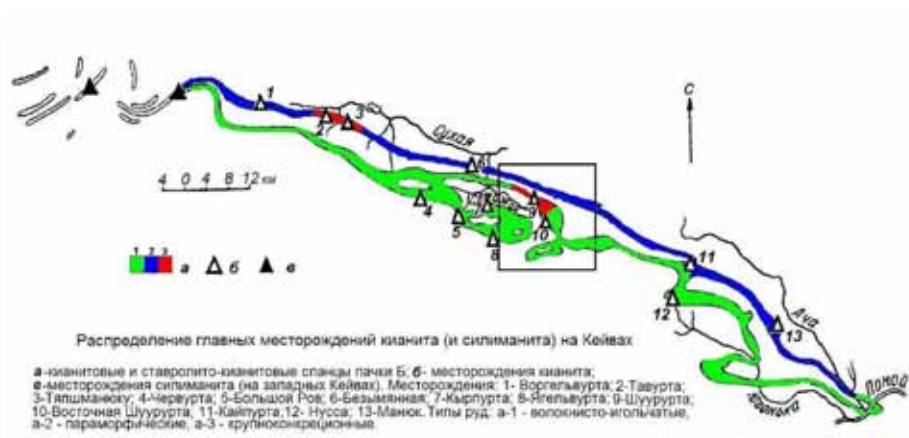 1
2
3
С
Сухая
6
4 0 4 8 12 км
4
5
8
9
10
1 2 3
а
б
в
11
12
13
Ача
Распределение главных месторождений кианита (и силиманита) на Кейвах
а-кианитовые и ставролито-кианитовые сланцы пачки Б; б- месторождения кианита;
в-месторождения силиманита (на западных Кейвах). Месторождения: 1- Воргельвурта; 2-Тавурта;
3-Тяпшманюку; 4-Червурта; 5-Большой Ров; 6-Безымянная; 7-Кырпурта; 8-Ягельвурта; 9-Шуурурта;
10-Восточная Шуурурта, 11-Кайпурта, 12- Нусса; 13-Манюк. Типы руд: а-1 - волокнисто-игольчатые,
а-2 - параморфические, а-3 - крупноконкреционные.